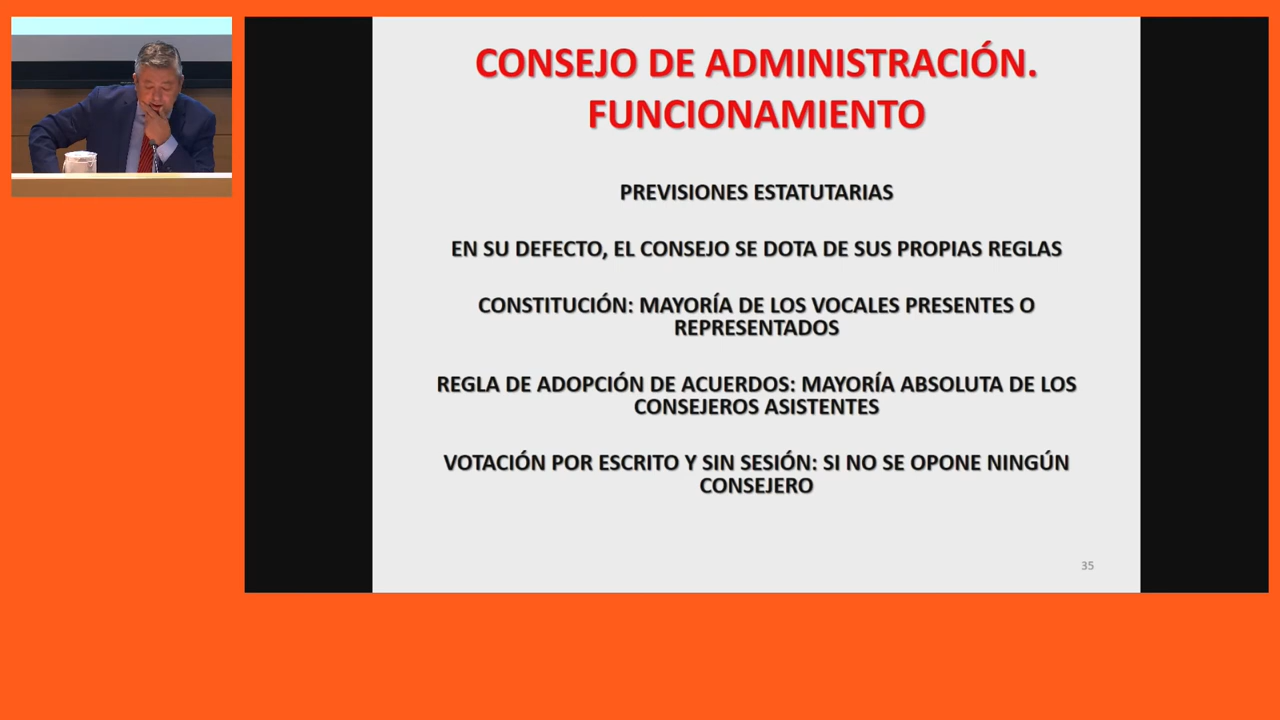 CONSEJO DE ADMINISTRACIÓN.
FUNCIONAMIENTO
PREVISIONES ESTATUTARIAS
EN SU DEFECTO, EL CONSEJO SE DOTA DE SUS PROPIAS REGLAS
CONSTITUCIÓN: MAYORÍA DE LOS VOCALES PRESENTES O
REPRESENTADOS
REGLA DE ADOPCIÓN DE ACUERDOS: MAYORÍA ABSOLUTA DE LOS
CONSEJEROS ASISTENTES
VOTACIÓN POR ESCRITO Y SIN SESIÓN: SI NO SE OPONE NINGÚN
CONSEJERO
35